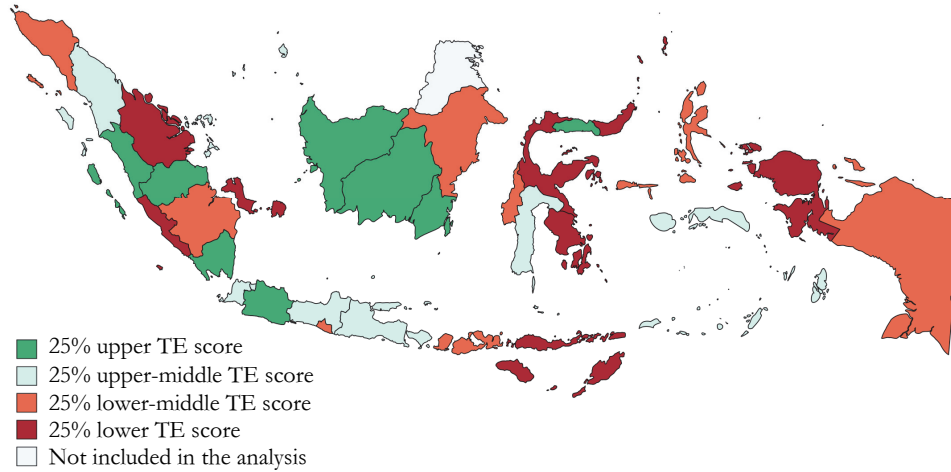 25% upper TE score
25% upper-middle TE score
25% lower-middle TE score
25% lower TE score
Not included in the analysis